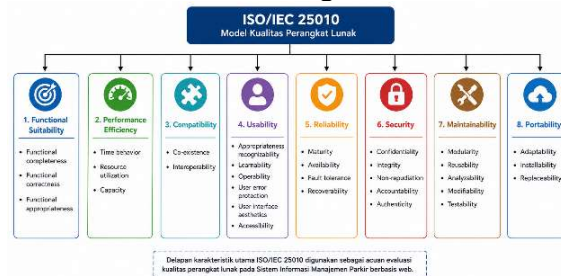 ISO/IEC 25010
Model Kualitas Perangkat Lunak
1. Functional
Suitability
• Functional
completeness
• Functional
correctness
• Functional
appropriateness
2. Performance
Efficiency
• Time behavior
• Resource
utilization
• Capacity
3. Compatibility
• Co-existence
• Interoperability
4. Usability
• Appropriateness
recognizability
• Learnability
• Operability
• User error
protection
• User interface
aesthetics
• Accessibility
5. Reliability
• Maturity
• Availability
• Fault tolerance
• Recoverability
6. Security
• Confidentiality
• Integrity
• Non-repudiation
• Accountability
• Authenticity
7. Maintainability
• Modularity
• Reusability
• Analyzability
• Modifiability
• Testability
8. Portability
• Adaptability
• Installability
• Replaceability
Delapan karakteristik utama ISO/IEC 25010 digunakan sebagai acuan evaluasi
kualitas perangkat lunak pada Sistem Informasi Manajemen Parkir berbasis web.